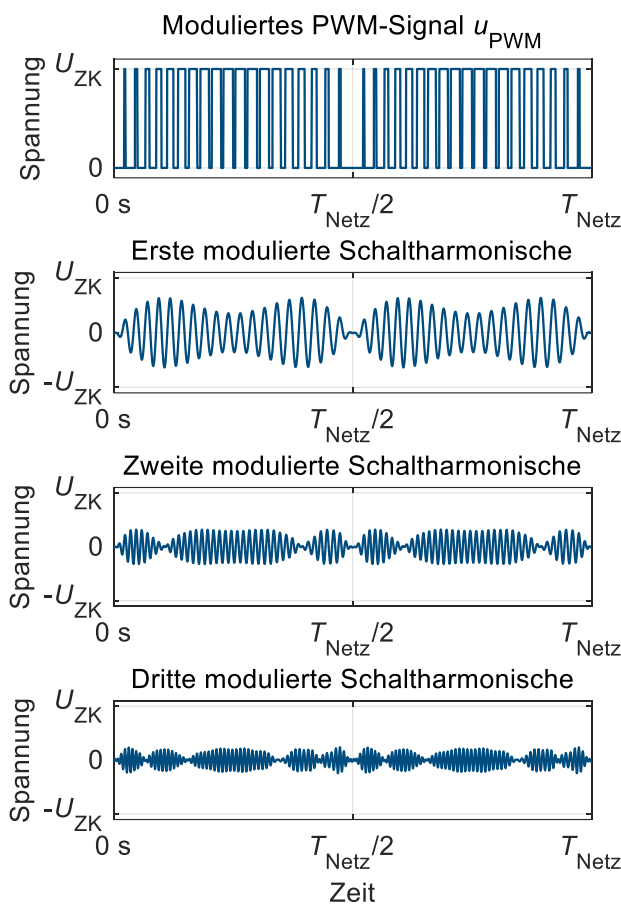 Moduliertes PWM-Signal u_PWM
Spannung
U_ZK
0
0 s
T_Netz/2
T_Netz
Erste modulierte Schaltharmonische
Spannung
U_ZK
0
-U_ZK
0 s
T_Netz/2
T_Netz
Zweite modulierte Schaltharmonische
Spannung
U_ZK
0
-U_ZK
0 s
T_Netz/2
T_Netz
Dritte modulierte Schaltharmonische
Spannung
U_ZK
0
-U_ZK
0 s
T_Netz/2
T_Netz
Zeit